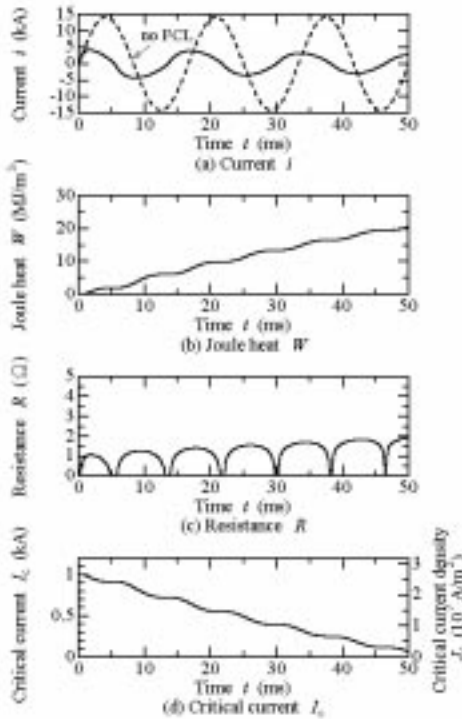 Current i (kA)
15
10
5
0
-5
-10
-15
no FCL
0 10 20 30 40 50
Time t (ms)
(a) Current i
Joule heat W (MJ/m³)
30
20
10
0
0 10 20 30 40 50
Time t (ms)
(b) Joule heat W
Resistance R (Ω)
5
4
3
2
1
0
0 10 20 30 40 50
Time t (ms)
(c) Resistance R
Critical current Ic (kA)
1
0.5
0
3
2
1
0
Critical current density
Jc (10⁷ A/m²)
0 10 20 30 40 50
Time t (ms)
(d) Critical current Ic